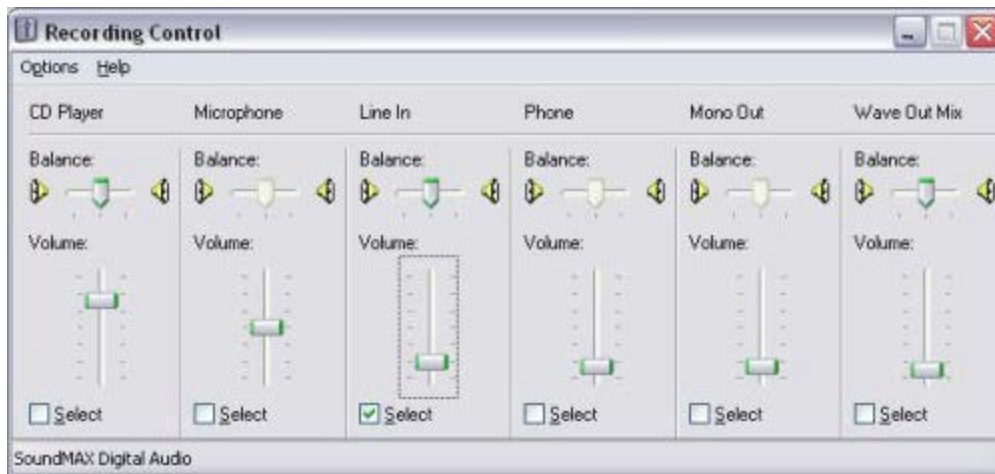 Recording Control
Options Help
CD Player Microphone Line In Phone Mono Out Wave Out Mix
Balance: Balance: Balance: Balance: Balance: Balance:
Volume: Volume: Volume: Volume: Volume: Volume:
Select Select Select Select Select Select
SoundMAX Digital Audio